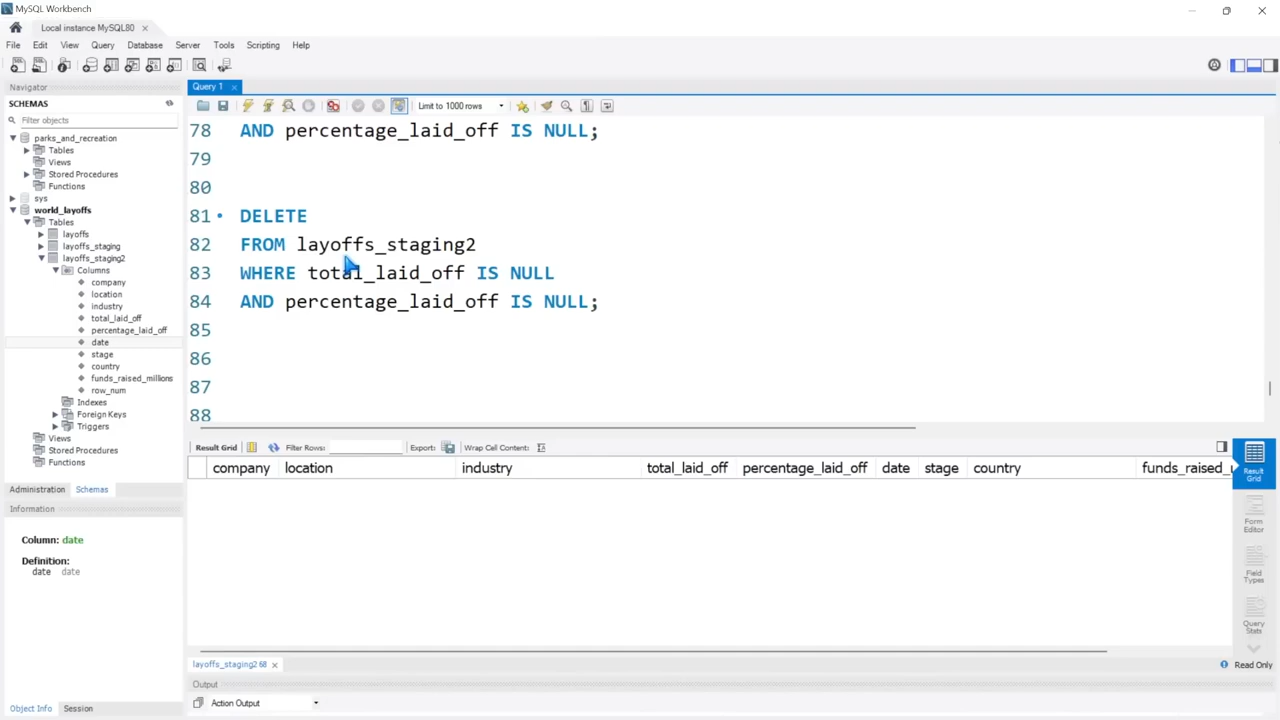 MySQL Workbench
Local instance MySQL80
File Edit View Query Database Server Tools Scripting Help
Navigator
SCHEMAS
Filter objects
parks_and_recreation
Tables
Views
Stored Procedures
Functions
sys
world_layoffs
Tables
layoffs
layoffs_staging
layoffs_staging2
Columns
company
location
industry
total_laid_off
percentage_laid_off
date
stage
country
funds_raised_millions
row_num
Indexes
Foreign Keys
Triggers
Views
Stored Procedures
Functions
Administration Schemas
Information
Column: date
Definition:
date date
Object Info Session
Query 1
Limit to 1000 rows
78 AND percentage_laid_off IS NULL;
79
80
81 DELETE
82 FROM layoffs_staging2
83 WHERE total_laid_off IS NULL
84 AND percentage_laid_off IS NULL;
85
86
87
88
Result Grid Filter Rows: Export: Wrap Cell Content:
company location industry total_laid_off percentage_laid_off date stage country funds_raised_
Result
Grid
Form
Editor
Field
Types
Query
Stats
layoffs_staging2 68
Read Only
Output
Action Output